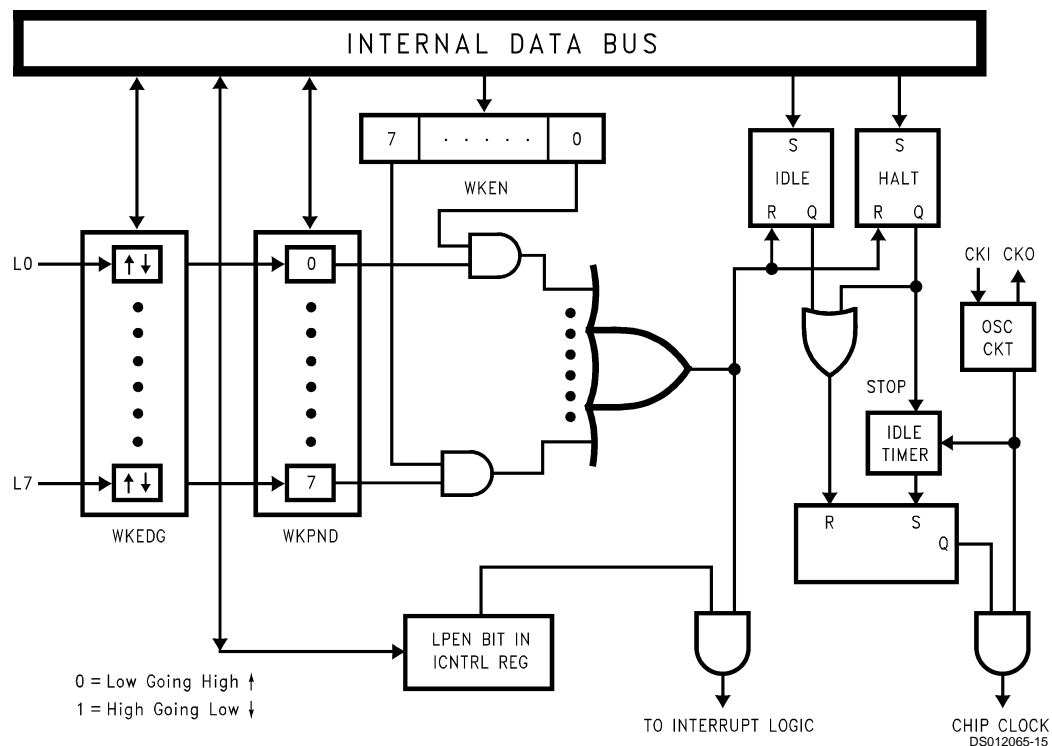 INTERNAL DATA BUS
7 · · · · · 0
WKEN
S
IDLE
R Q
S
HALT
R Q
L0
↑↓
0
CKI CKO
OSC
CKT
STOP
IDLE
TIMER
L7
↑↓
7
WKEDG
WKPND
R S
Q
LPEN BIT IN
ICNTRL REG
0 = Low Going High ↑
1 = High Going Low ↓
TO INTERRUPT LOGIC
CHIP CLOCK
DS012065-15